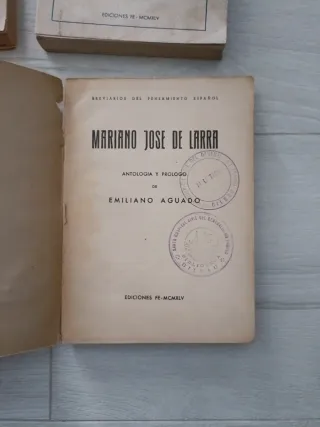 EDICIONES FE-MCMXLV
BREVIARIOS DEL PENSAMIENTO ESPAÑOL
MARIANO JOSE DE LARRA
ANTOLOGIA Y PROLOGO
DE
EMILIANO AGUADO
EDICIONES FE-MCMXLV